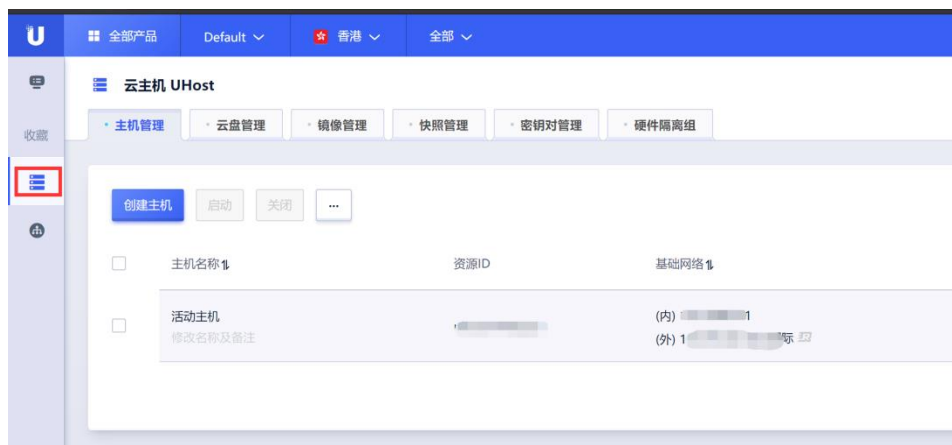 U 全部产品 Default 香港 全部
云主机 UHost
收藏
主机管理 云盘管理 镜像管理 快照管理 密钥对管理 硬件隔离组
创建主机 启动 关闭 ...
主机名称 资源ID 基础网络
活动主机 (内) 1
修改名称及备注 (外) 1 际